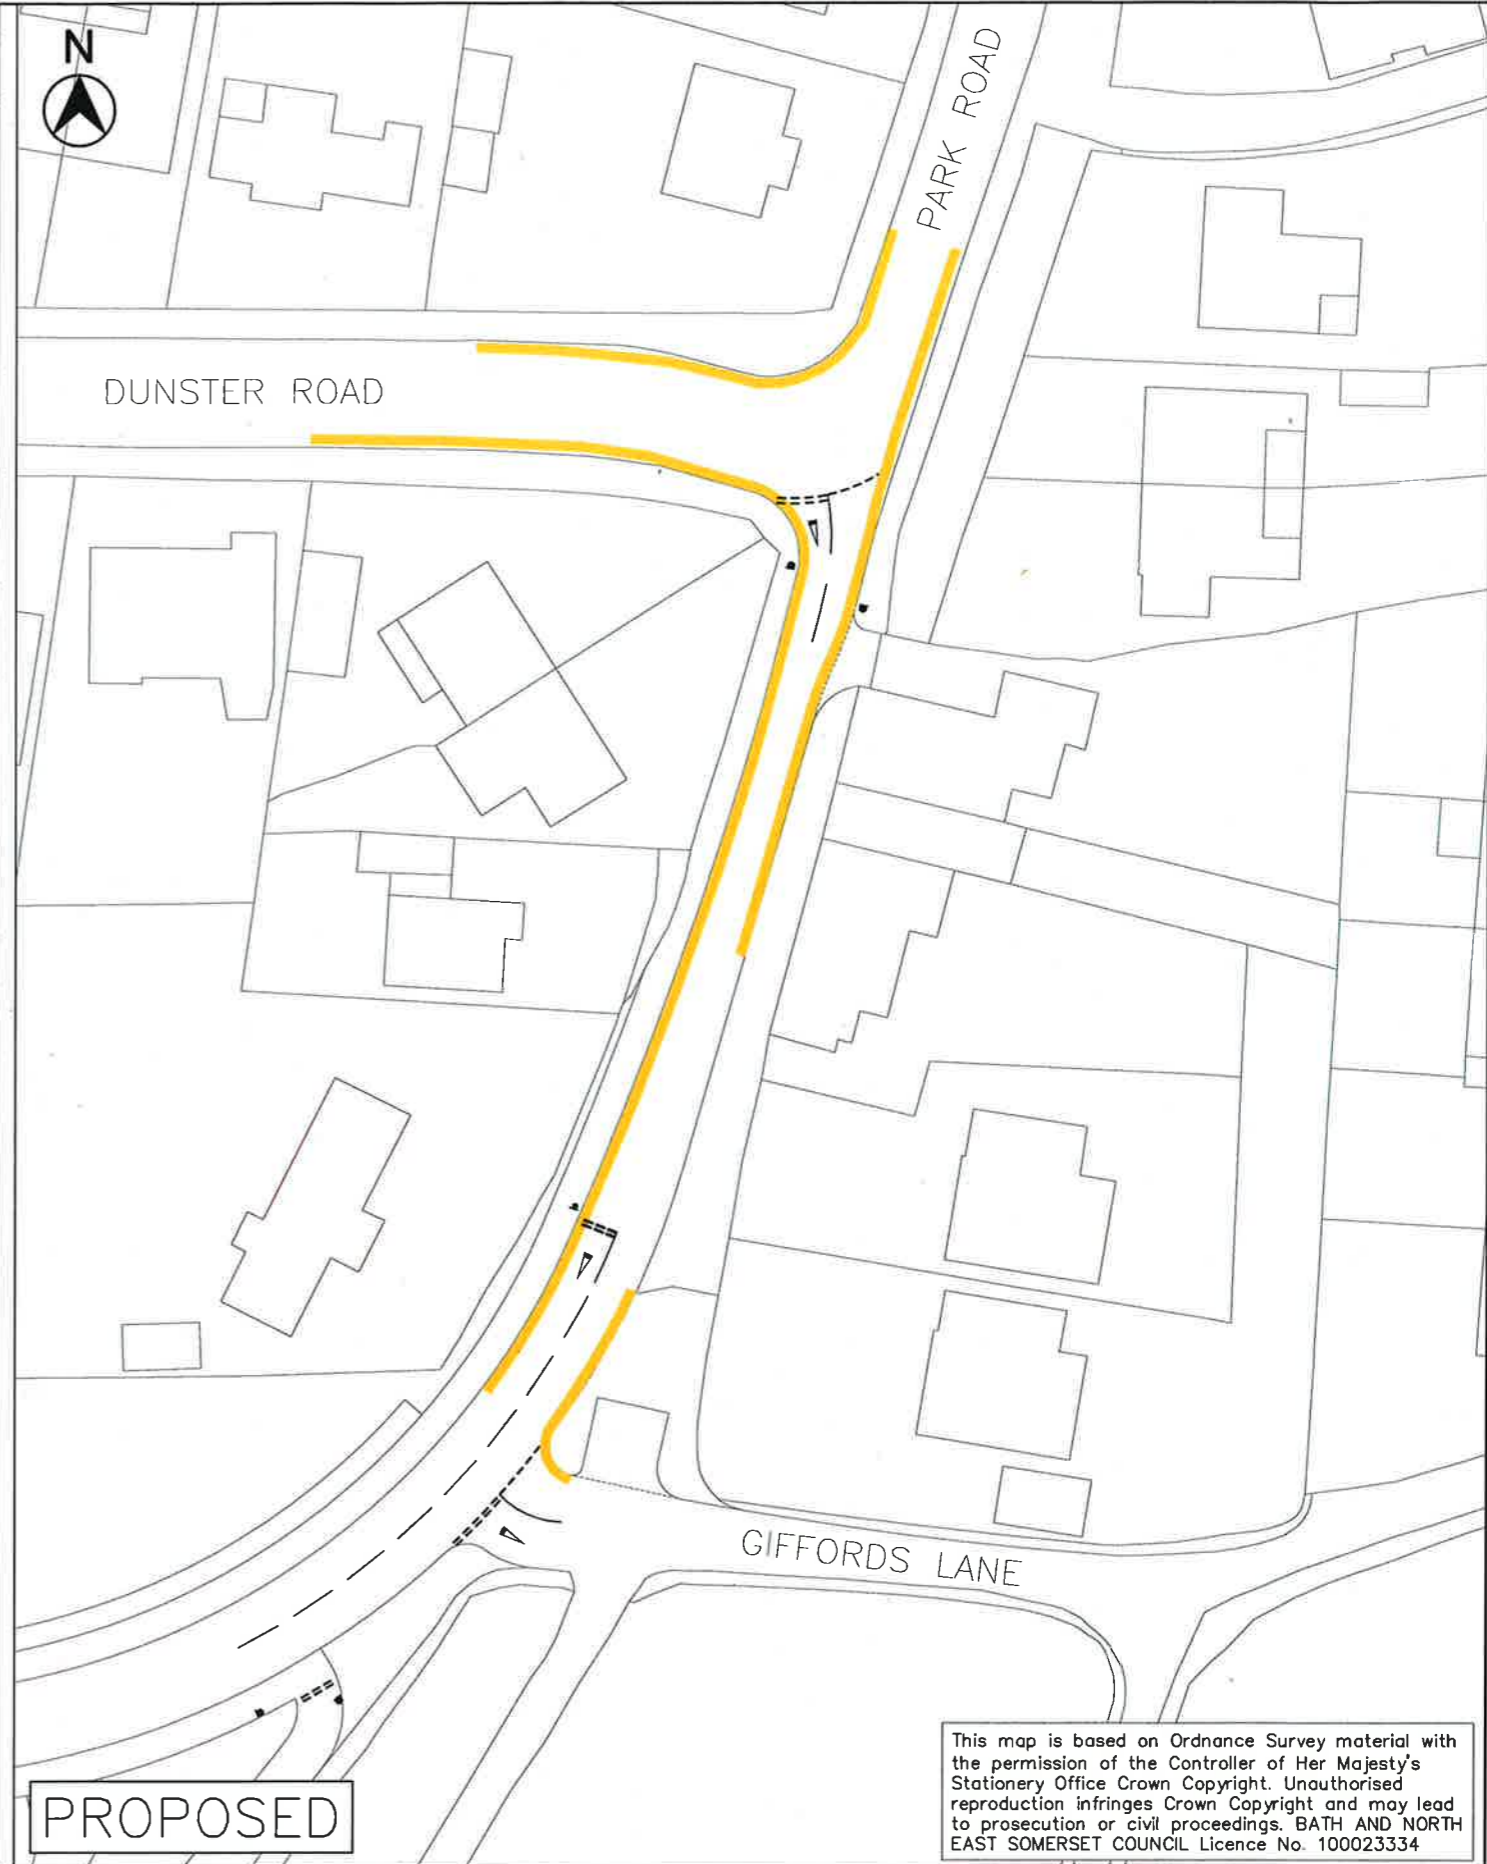 N
PARK ROAD
DUNSTER ROAD
GIFFORDS LANE
PROPOSED
This map is based on Ordnance Survey material with
the permission of the Controller of Her Majesty's
Stationery Office Crown Copyright. Unauthorised
reproduction infringes Crown Copyright and may lead
to prosecution or civil proceedings. BATH AND NORTH
EAST SOMERSET COUNCIL Licence No. 100023334